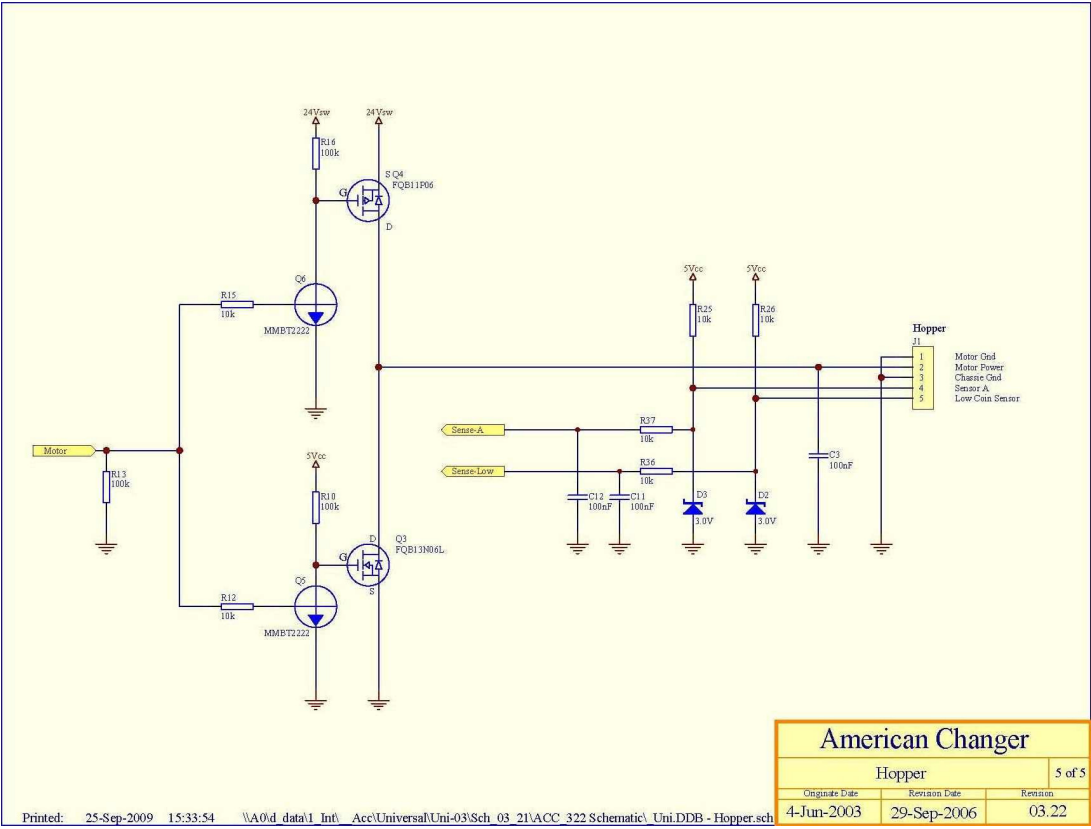 24Vsw
24Vsw
R16
100k
S Q4
FQB11P06
G
D
Q6
5Vcc
5Vcc
R15
10k
R25
10k
R26
10k
MMBT2222
Hopper
J1
1 Motor Gnd
2 Motor Power
3 Chassie Gnd
4 Sensor A
5 Low Coin Sensor
Sense-A
R37
10k
Motor
5Vcc
Sense-Low
R36
10k
C3
100nF
R13
100k
R10
100k
C12
100nF
C11
100nF
D3
3.0V
D2
3.0V
D
Q3
FQB13N06L
G
Q5
S
R12
10k
MMBT2222
American Changer
Hopper
5 of 5
Originate Date
Revision Date
Revision
4-Jun-2003
29-Sep-2006
03.22
Printed: 25-Sep-2009 15:33:54 \\A0\d_data\1_Int\__Acc\Universal\Uni-03\Sch_03_21\ACC_322 Schematic\_Uni.DDB - Hopper.sch